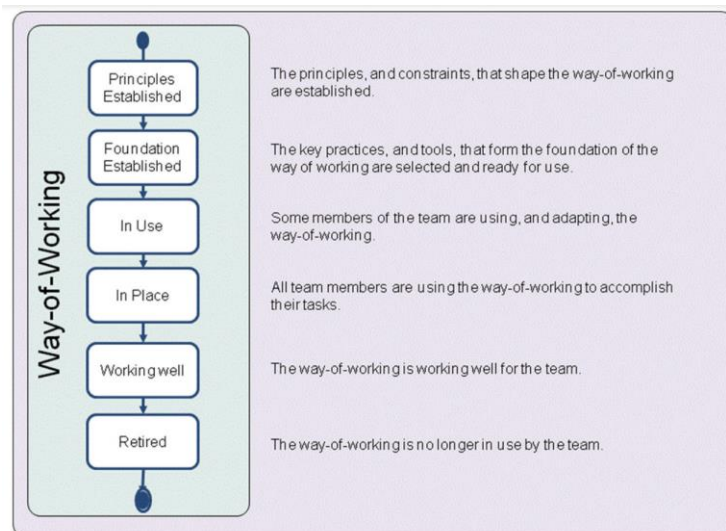 Way-of-Working
Principles
Established
The principles, and constraints, that shape the way-of-working
are established.
Foundation
Established
The key practices, and tools, that form the foundation of the
way of working are selected and ready for use.
In Use
Some members of the team are using, and adapting, the
way-of-working.
In Place
All team members are using the way-of-working to accomplish
their tasks.
Working well
The way-of-working is working well for the team.
Retired
The way-of-working is no longer in use by the team.